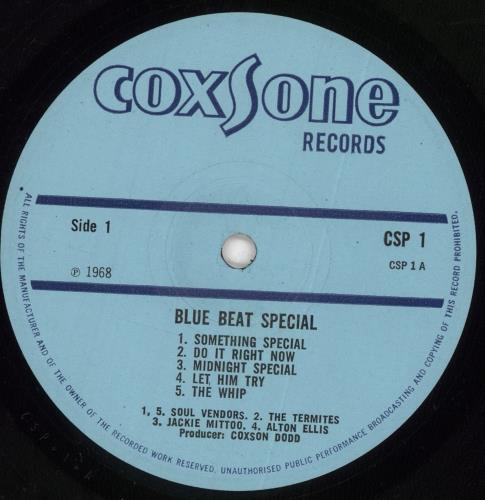 coxsone
RECORDS
Side 1
CSP 1
℗ 1968
CSP 1 A
BLUE BEAT SPECIAL
1. SOMETHING SPECIAL
2. DO IT RIGHT NOW
3. MIDNIGHT SPECIAL
4. LET HIM TRY
5. THE WHIP
1, 5. SOUL VENDORS. 2. THE TERMITES
3. JACKIE MITTOO. 4. ALTON ELLIS
Producer: COXSON DODD
ALL RIGHTS OF THE MANUFACTURER AND OF THE OWNER OF THE RECORDED WORK RESERVED. UNAUTHORISED PUBLIC PERFORMANCE BROADCASTING AND COPYING OF THIS RECORD PROHIBITED.